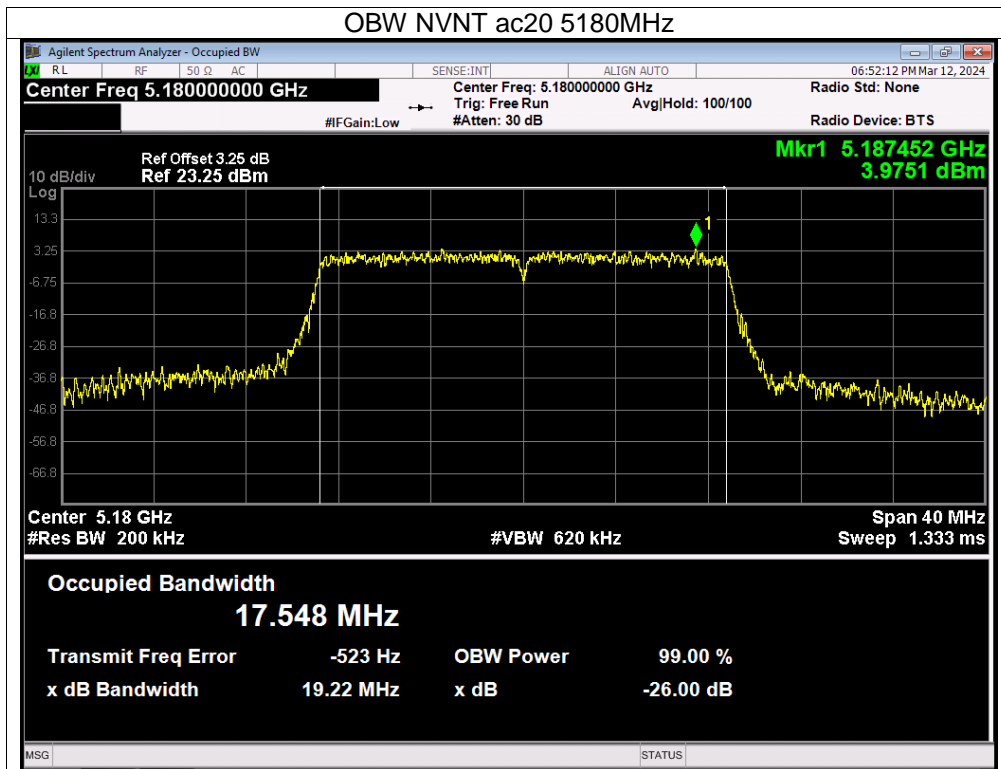 OBW NVNT ac20 5180MHz
Agilent Spectrum Analyzer - Occupied BW
LXI RL RF 50 Ω AC SENSE:INT ALIGN AUTO 06:52:12 PM Mar 12, 2024
Center Freq 5.180000000 GHz Center Freq: 5.180000000 GHz Radio Std: None
Trig: Free Run Avg|Hold: 100/100
#IFGain:Low #Atten: 30 dB Radio Device: BTS
Mkr1 5.187452 GHz
3.9751 dBm
Ref Offset 3.25 dB
10 dB/div Ref 23.25 dBm
Log
13.3
1
3.25
-6.75
-16.8
-26.8
-36.8
-46.8
-56.8
-66.8
Center 5.18 GHz Span 40 MHz
#Res BW 200 kHz #VBW 620 kHz Sweep 1.333 ms
Occupied Bandwidth
17.548 MHz
Transmit Freq Error -523 Hz OBW Power 99.00 %
x dB Bandwidth 19.22 MHz x dB -26.00 dB
MSG STATUS